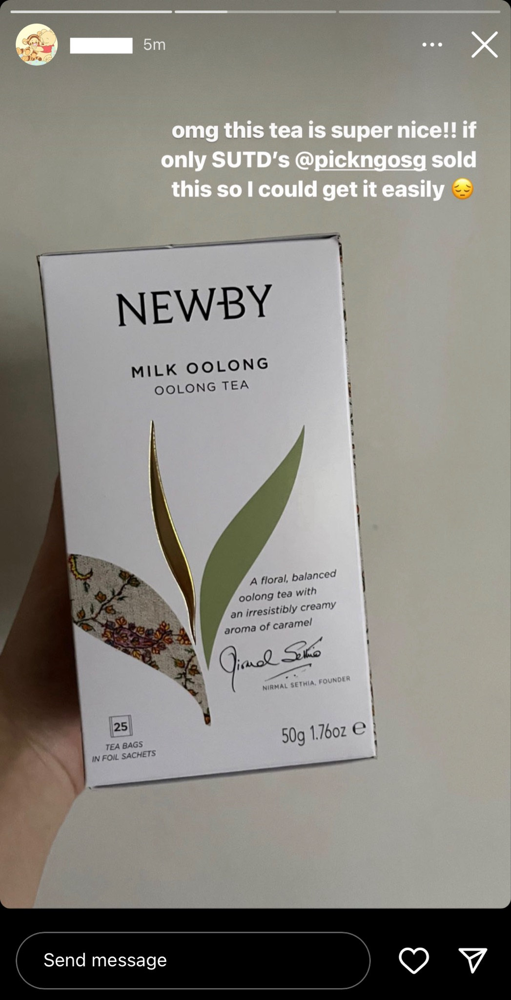 5m
omg this tea is super nice!! if
only SUTD’s @pickngosg sold
this so I could get it easily 😔
NEWBY
MILK OOLONG
OOLONG TEA
A floral, balanced
oolong tea with
an irresistibly creamy
aroma of caramel
Nirmal Sethia
NIRMAL SETHIA, FOUNDER
25
TEA BAGS
IN FOIL SACHETS
50g 1.76oz ℮
Send message